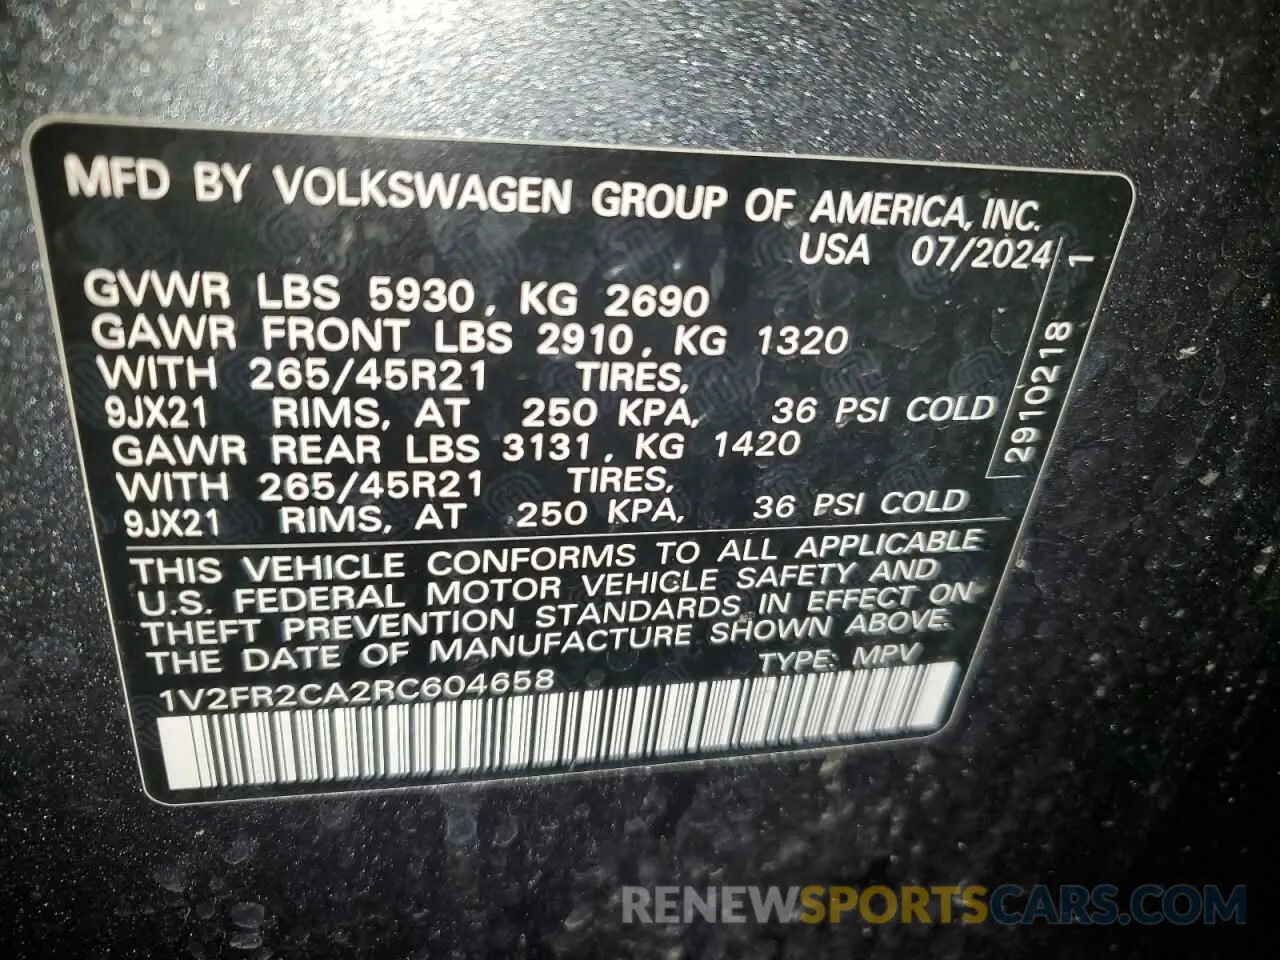 MFD BY VOLKSWAGEN GROUP OF AMERICA, INC.
USA 07/2024
GVWR LBS 5930, KG 2690
GAWR FRONT LBS 2910, KG 1320
WITH 265/45R21 TIRES,
9JX21 RIMS, AT 250 KPA, 36 PSI COLD
GAWR REAR LBS 3131, KG 1420
WITH 265/45R21 TIRES,
9JX21 RIMS, AT 250 KPA, 36 PSI COLD
29102181 1
THIS VEHICLE CONFORMS TO ALL APPLICABLE
U.S. FEDERAL MOTOR VEHICLE SAFETY AND
THEFT PREVENTION STANDARDS IN EFFECT ON
THE DATE OF MANUFACTURE SHOWN ABOVE.
TYPE: MPV
1V2FR2CA2RC604658
RENEWSPORTSCARS.COM